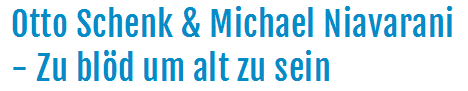 Otto Schenk & Michael Niavarani
- Zu blöd um alt zu sein